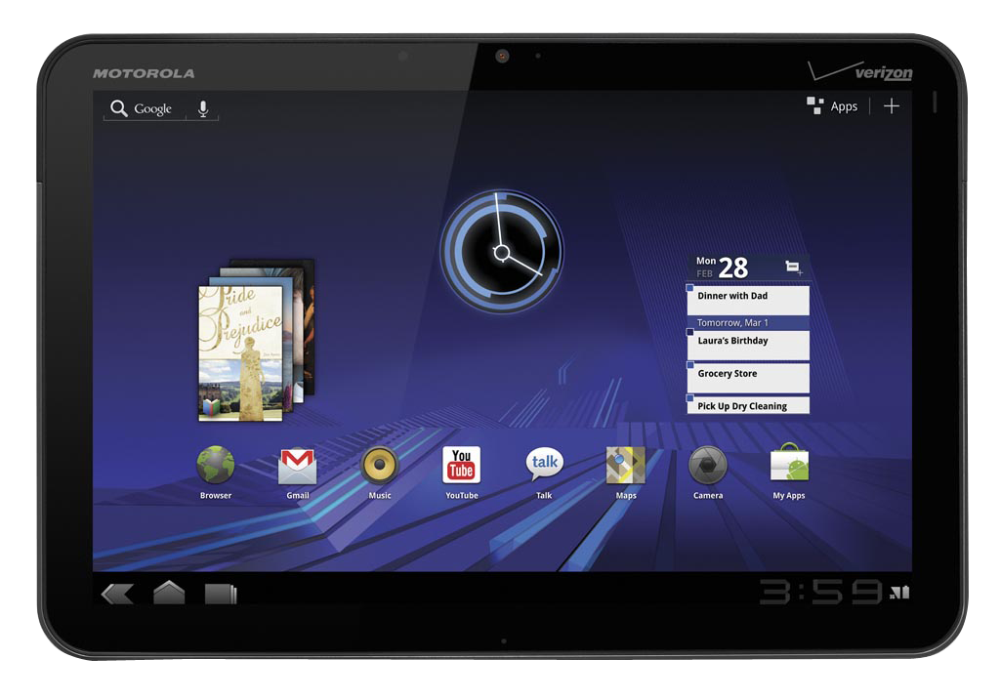 MOTOROLA
verizon
Google
Apps
Mon
FEB
28
Dinner with Dad
Tomorrow, Mar 1
Laura's Birthday
Grocery Store
Pick Up Dry Cleaning
Pride
and
Prejudice
You
Tube
talk
Browser
Gmail
Music
YouTube
Talk
Maps
Camera
My Apps
3:59